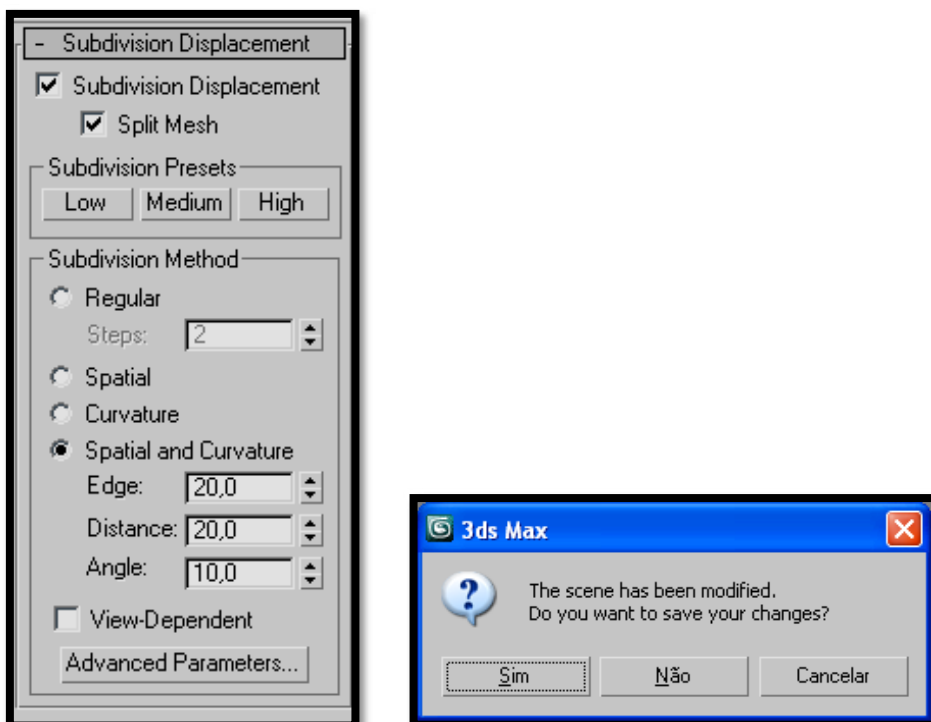 - Subdivision Displacement
Subdivision Displacement
Split Mesh
Subdivision Presets
Low Medium High
Subdivision Method
Regular
Steps: 2
Spatial
Curvature
Spatial and Curvature
Edge: 20,0
Distance: 20,0
Angle: 10,0
View-Dependent
Advanced Parameters...
3ds Max
The scene has been modified.
Do you want to save your changes?
Sim Não Cancelar